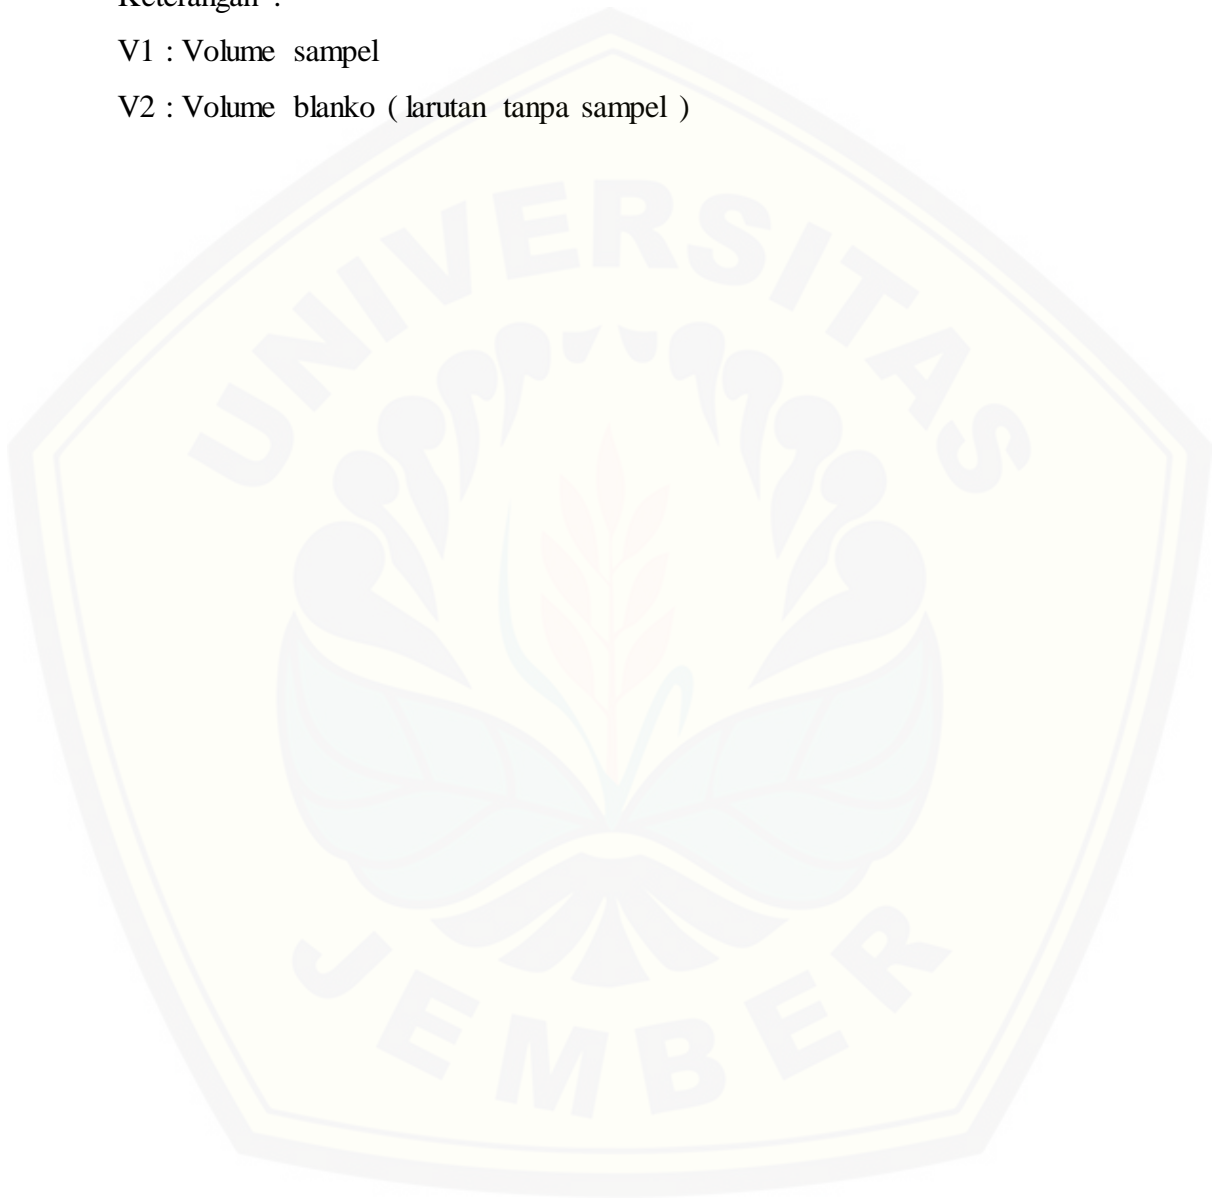 Keterangan :
V1 : Volume sampel
V2 : Volume blanko ( larutan tanpa sampel )
UNIVERSITAS
JEMBER